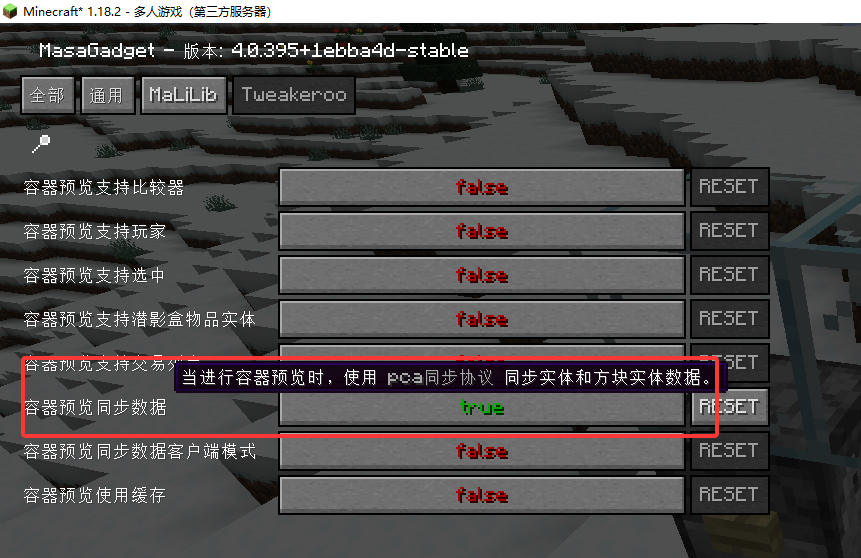 Minecraft* 1.18.2 - 多人游戏（第三方服务器）
MasaGadget - 版本: 4.0.395+1ebba4d-stable
全部 通用 MaLiLib Tweakeroo
容器预览支持比较器 false RESET
容器预览支持玩家 false RESET
容器预览支持选中 false RESET
容器预览支持潜影盒物品实体 false RESET
容器预览支持交易 RESET
当进行容器预览时，使用 pca同步协议 同步实体和方块实体数据。
容器预览同步数据 true RESET
容器预览同步数据客户端模式 false RESET
容器预览使用缓存 false RESET